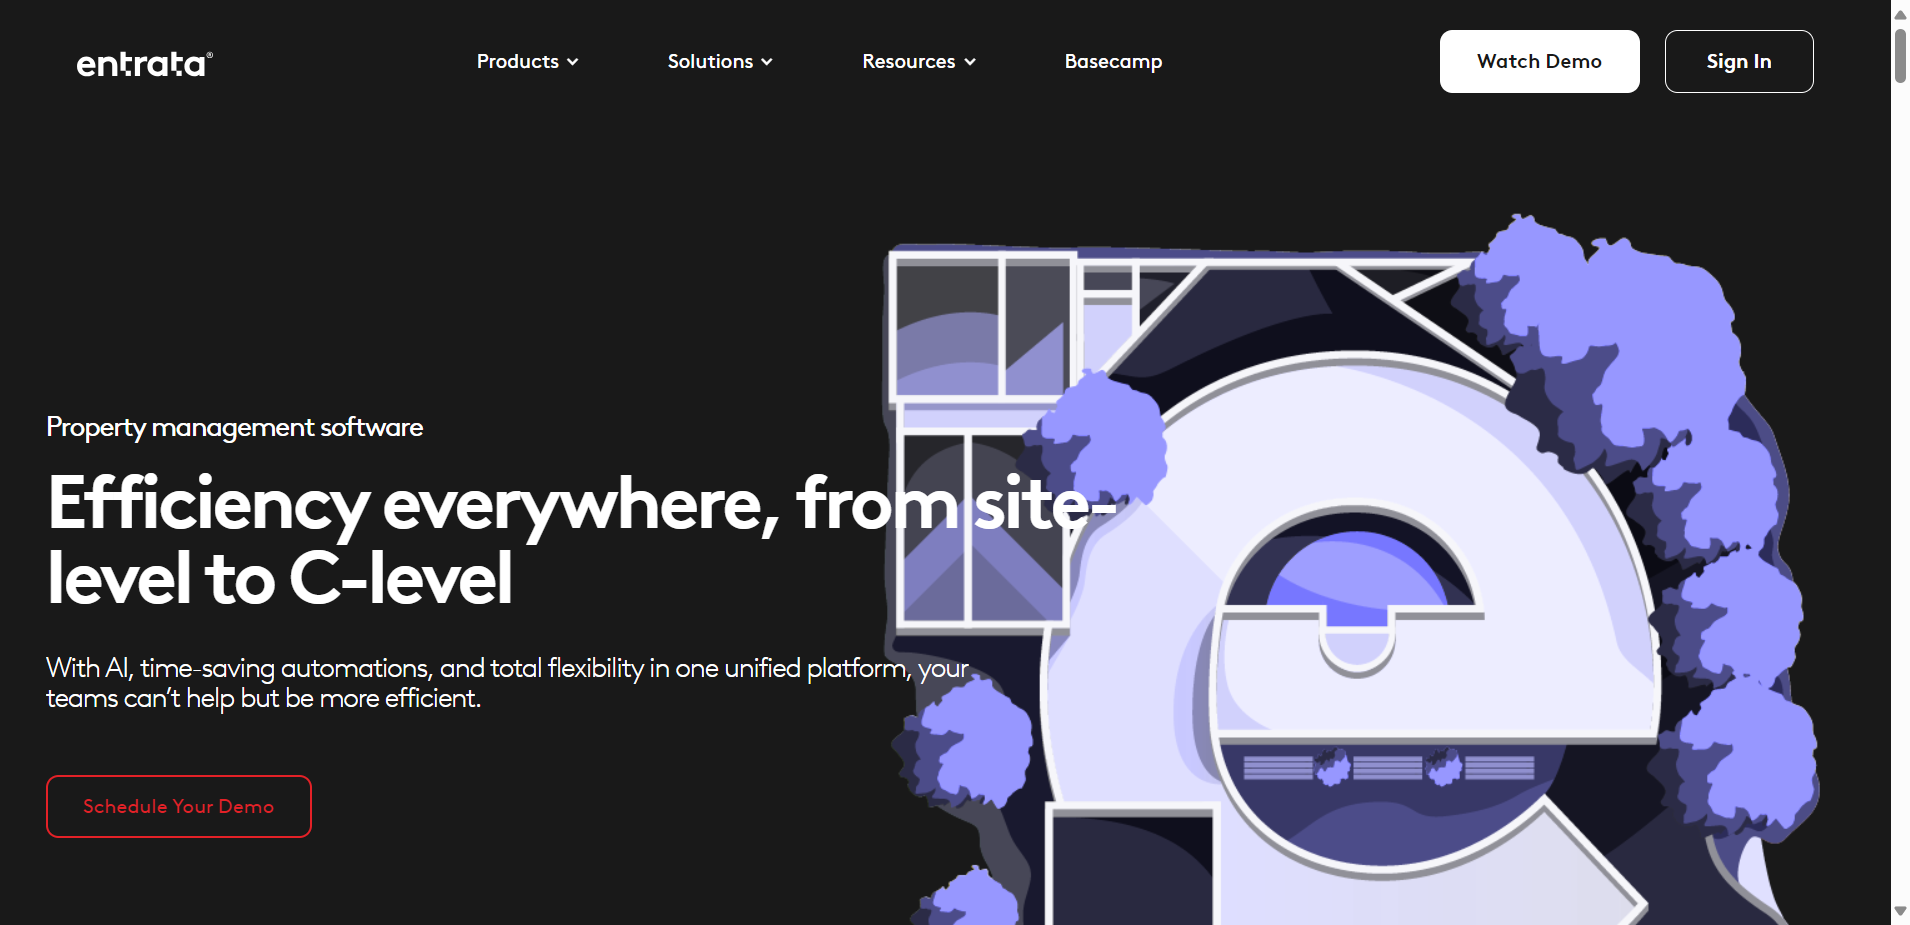 entrata®
Products
Solutions
Resources
Basecamp
Watch Demo
Sign In
Property management software
Efficiency everywhere, from site-
level to C-level
With AI, time-saving automations, and total flexibility in one unified platform, your
teams can’t help but be more efficient.
Schedule Your Demo